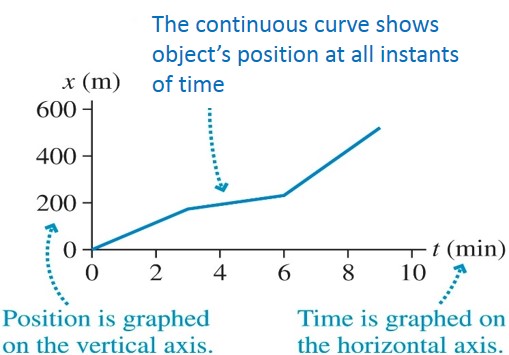 The continuous curve shows
object's position at all instants
of time
x (m)
600
400
200
0
0 2 4 6 8 10
t (min)
Position is graphed
on the vertical axis.
Time is graphed on
the horizontal axis.